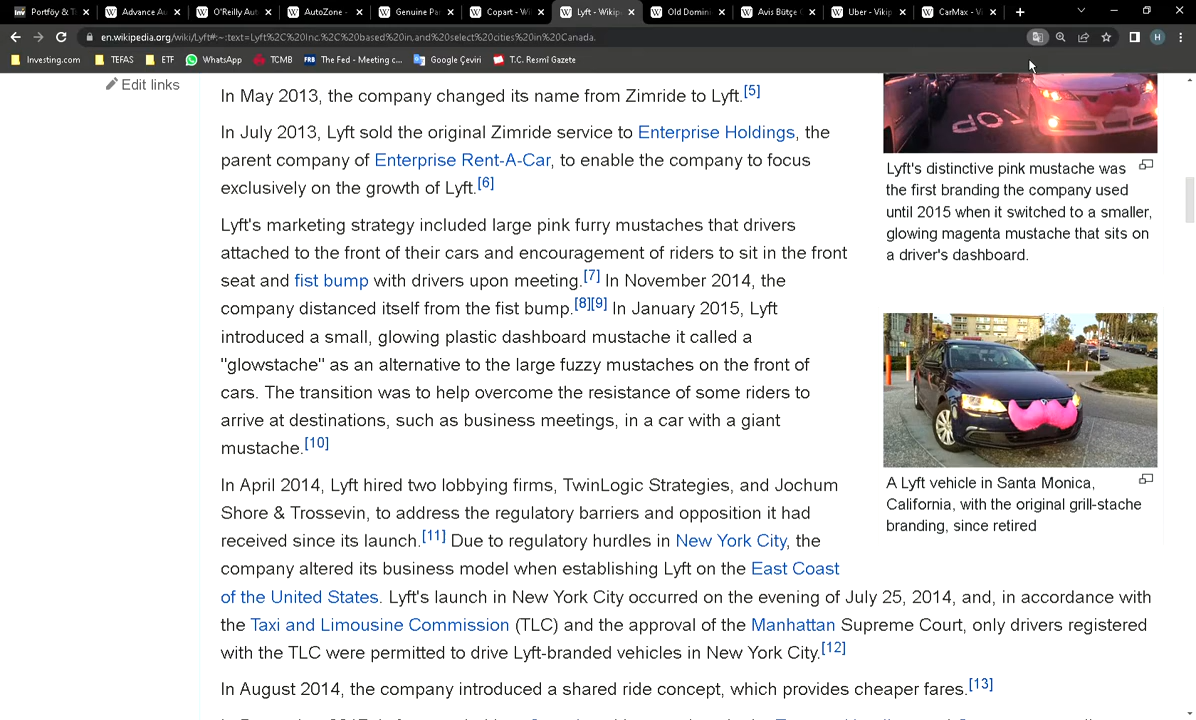 Portföy & T
Advance Au
O'Reilly Aut
AutoZone -
Genuine Par
Copart - Wi
Lyft - Wikip
Old Domini
Avis Bütçe G
Uber - Vikip
CarMax - Vi
en.wikipedia.org/wiki/Lyft#:~:text=Lyft%2C%20Inc.%2C%20based%20in,and%20select%20cities%20in%20Canada.
H
Investing.com
TEFAS
ETF
WhatsApp
TCMB
FRB
The Fed - Meeting c...
Google Çeviri
T.C. Resmî Gazete
Edit links
In May 2013, the company changed its name from Zimride to Lyft.[5]
In July 2013, Lyft sold the original Zimride service to Enterprise Holdings, the
parent company of Enterprise Rent-A-Car, to enable the company to focus
exclusively on the growth of Lyft.[6]
Lyft's marketing strategy included large pink furry mustaches that drivers
attached to the front of their cars and encouragement of riders to sit in the front
seat and fist bump with drivers upon meeting.[7] In November 2014, the
company distanced itself from the fist bump.[8][9] In January 2015, Lyft
introduced a small, glowing plastic dashboard mustache it called a
"glowstache" as an alternative to the large fuzzy mustaches on the front of
cars. The transition was to help overcome the resistance of some riders to
arrive at destinations, such as business meetings, in a car with a giant
mustache.[10]
In April 2014, Lyft hired two lobbying firms, TwinLogic Strategies, and Jochum
Shore & Trossevin, to address the regulatory barriers and opposition it had
received since its launch.[11] Due to regulatory hurdles in New York City, the
company altered its business model when establishing Lyft on the East Coast
of the United States. Lyft's launch in New York City occurred on the evening of July 25, 2014, and, in accordance with
the Taxi and Limousine Commission (TLC) and the approval of the Manhattan Supreme Court, only drivers registered
with the TLC were permitted to drive Lyft-branded vehicles in New York City.[12]
In August 2014, the company introduced a shared ride concept, which provides cheaper fares.[13]
Lyft's distinctive pink mustache was
the first branding the company used
until 2015 when it switched to a smaller,
glowing magenta mustache that sits on
a driver's dashboard.
A Lyft vehicle in Santa Monica,
California, with the original grill-stache
branding, since retired